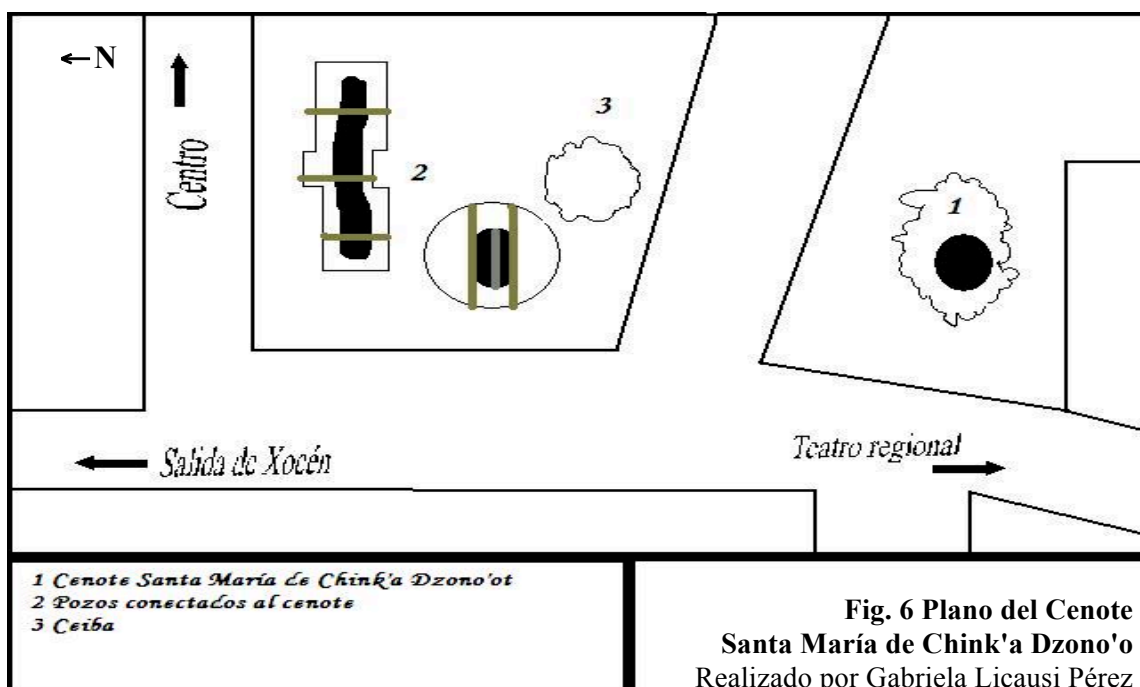 ←N
Centro
3
2
1
Salida de Xocén
Teatro regional
1 Cenote Santa María de Chink'a Dzono'ot
2 Pozos conectados al cenote
3 Ceiba
Fig. 6 Plano del Cenote
Santa María de Chink'a Dzono'o
Realizado por Gabriela Licausi Pérez